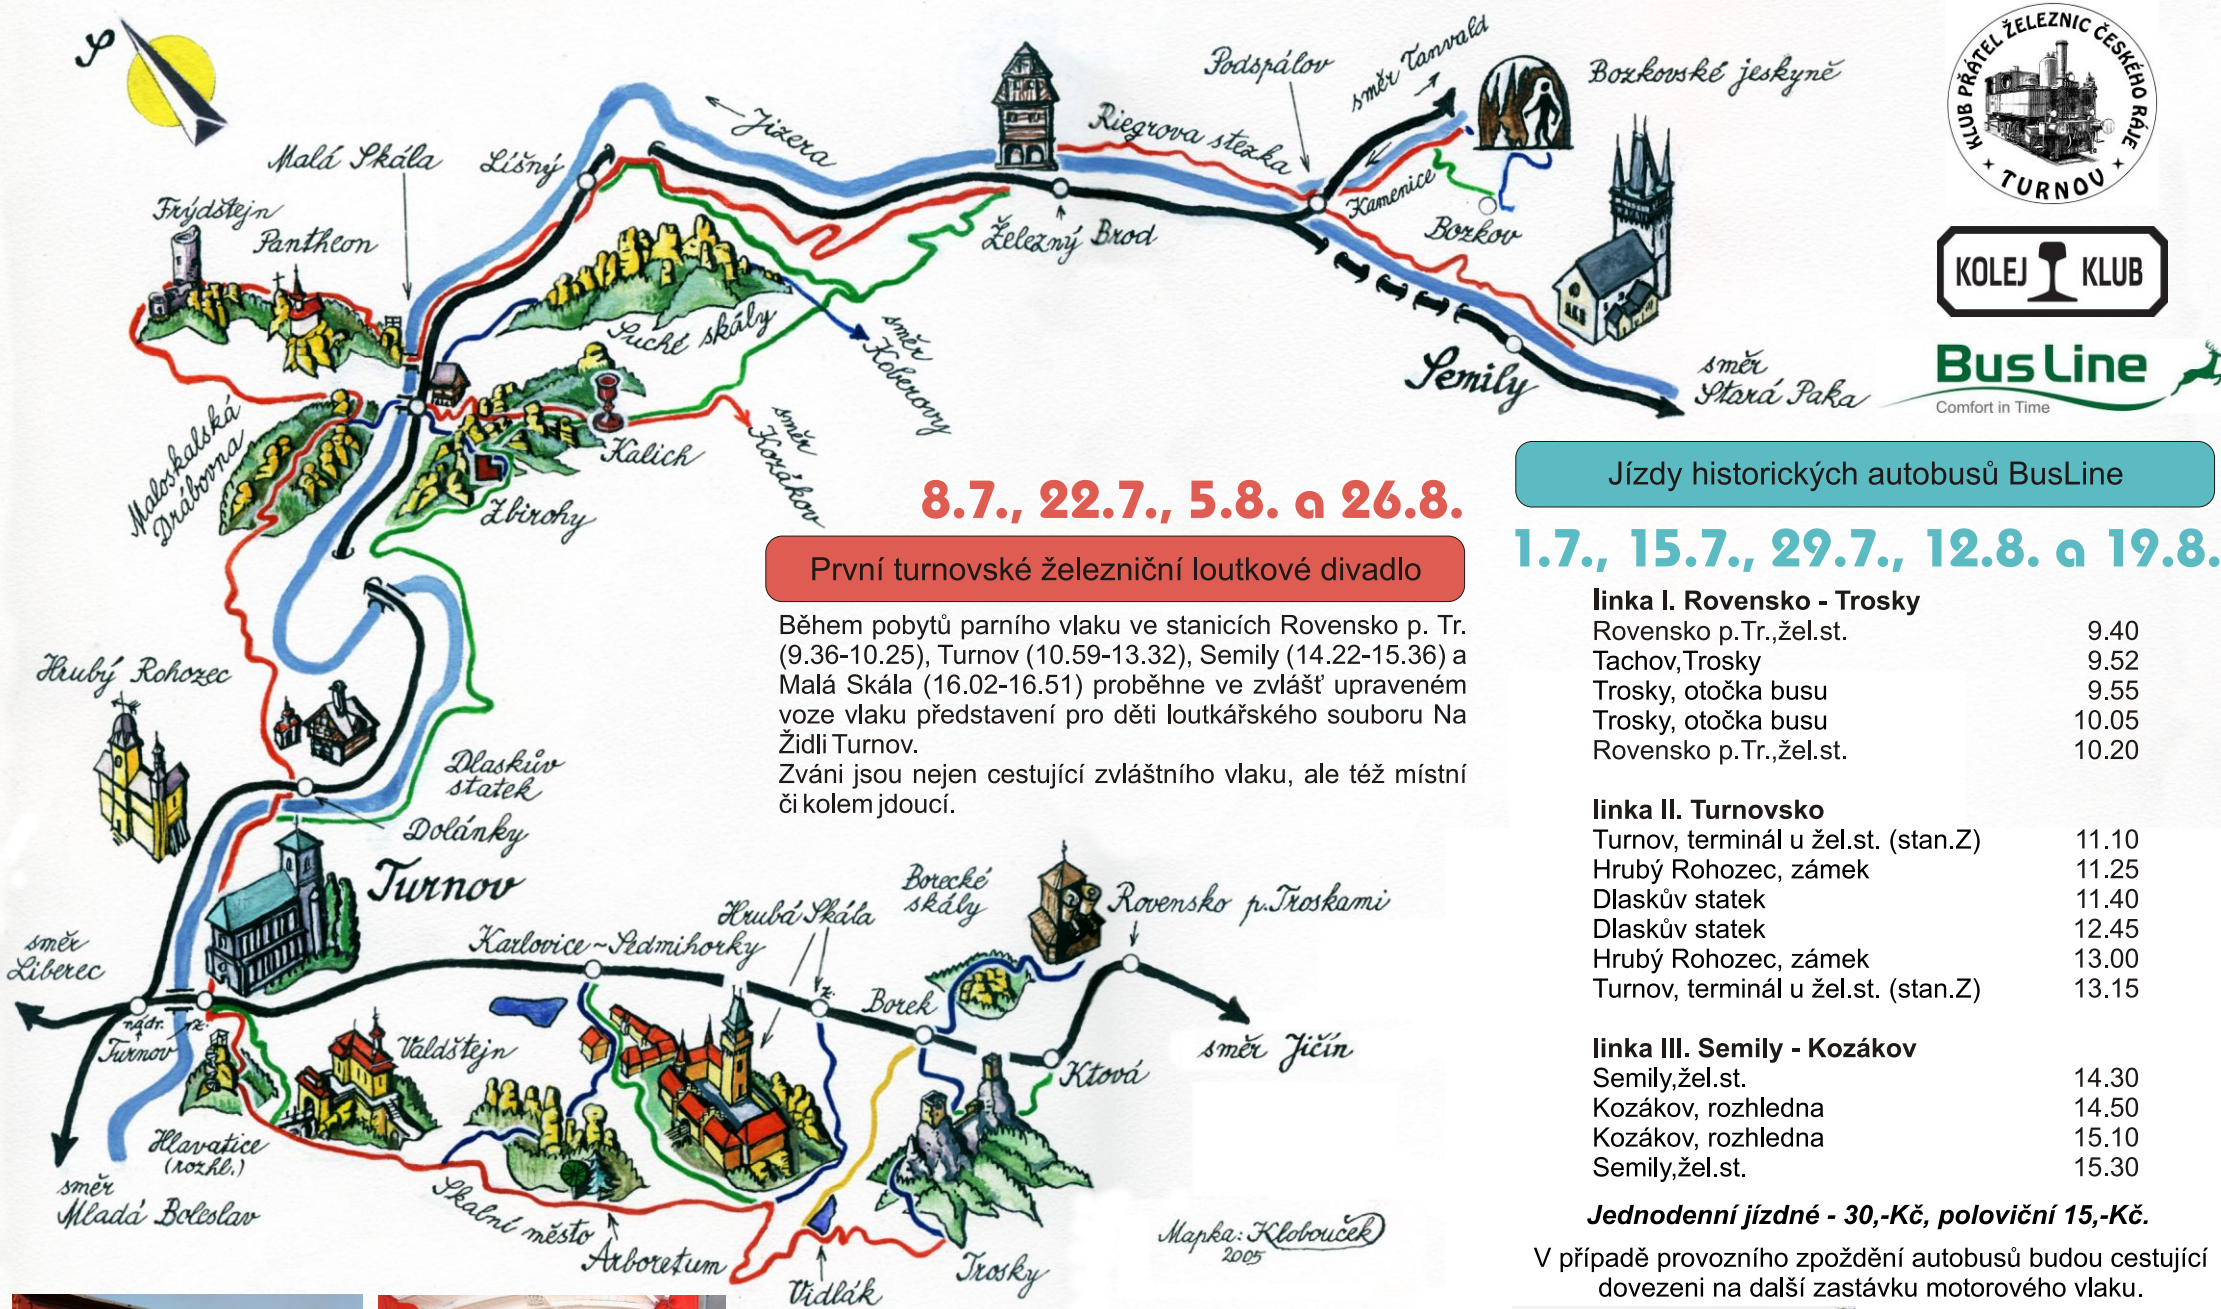 S
Malá Skála
Líšný
Jizera
Podspálov
směr Tanvald
Bozkovské jeskyně
Riegrova stezka
Kamenice
Bozkov
Železný Brod
Frýdštejn
Pantheon
Suché skály
směr
Koberovy
Semily
směr
Stará Paka
Maloskalská
Drábovna
Kalich
směr
Kozákov
Zbirohy
KLUB PŘÁTEL ŽELEZNIC ČESKÉHO RÁJE
TURNOV
KOLEJ KLUB
BusLine
Comfort in Time
8.7., 22.7., 5.8. a 26.8.
První turnovské železniční loutkové divadlo
Během pobytů parního vlaku ve stanicích Rovensko p. Tr.
(9.36-10.25), Turnov (10.59-13.32), Semily (14.22-15.36) a
Malá Skála (16.02-16.51) proběhne ve zvlášť upraveném
voze vlaku představení pro děti loutkářského souboru Na
Židli Turnov.
Zváni jsou nejen cestující zvláštního vlaku, ale též místní
či kolem jdoucí.
Jízdy historických autobusů BusLine
1.7., 15.7., 29.7., 12.8. a 19.8.
linka I. Rovensko - Trosky
Rovensko p.Tr.,žel.st. 9.40
Tachov,Trosky 9.52
Trosky, otočka busu 9.55
Trosky, otočka busu 10.05
Rovensko p.Tr.,žel.st. 10.20
linka II. Turnovsko
Turnov, terminál u žel.st. (stan.Z) 11.10
Hrubý Rohozec, zámek 11.25
Dlaskův statek 11.40
Dlaskův statek 12.45
Hrubý Rohozec, zámek 13.00
Turnov, terminál u žel.st. (stan.Z) 13.15
linka III. Semily - Kozákov
Semily,žel.st. 14.30
Kozákov, rozhledna 14.50
Kozákov, rozhledna 15.10
Semily,žel.st. 15.30
Jednodenní jízdné - 30,-Kč, poloviční 15,-Kč.
V případě provozního zpoždění autobusů budou cestující
dovezeni na další zastávku motorového vlaku.
Hrubý Rohozec
Dlaskův
statek
Dolánky
Turnov
směr
Liberec
Karlovice~Sedmihorky
Hrubá Skála
Borecké
skály
Rovensko p.Troskami
z.
Borek
nádr.
z.
Turnov
Valdštejn
Ktová
směr Jičín
Hlavatice
(rozhl.)
směr
Mladá Boleslav
Skalní město
Arboretum
Vidlák
Trosky
Mapka: Klobouček
2005